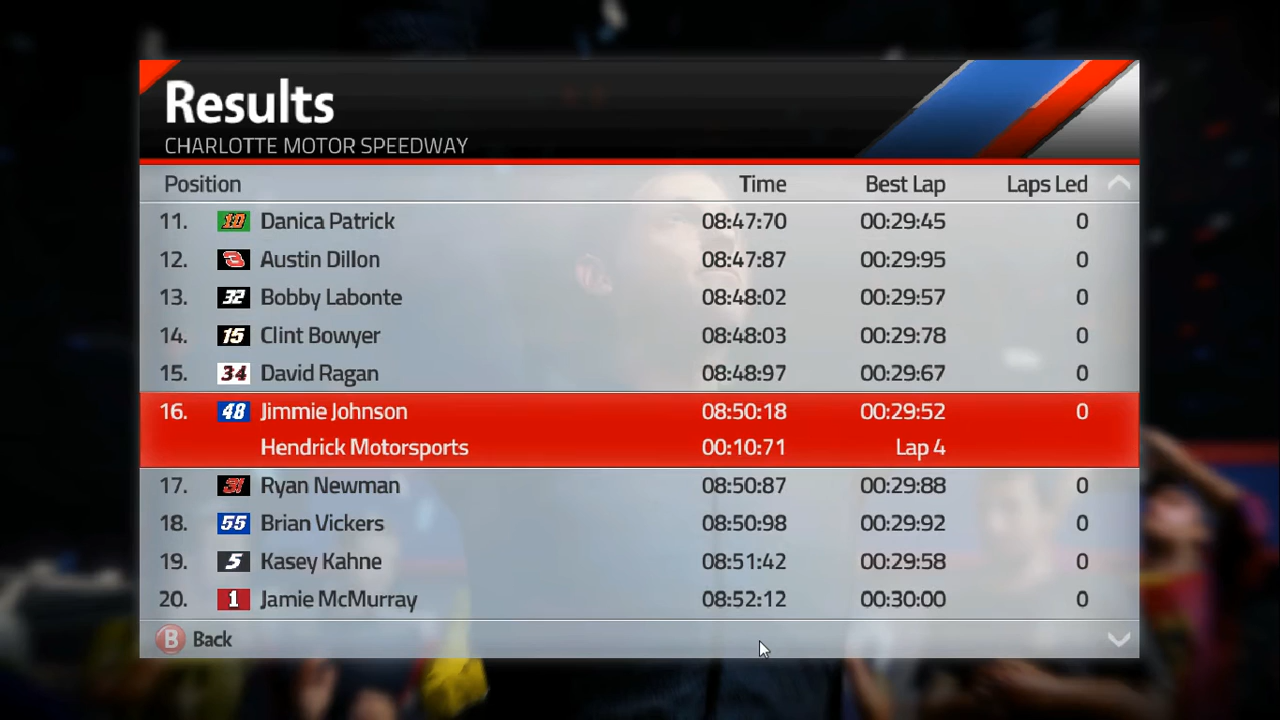 Results
CHARLOTTE MOTOR SPEEDWAY
Position Time Best Lap Laps Led
11. 10 Danica Patrick 08:47:70 00:29:45 0
12. 3 Austin Dillon 08:47:87 00:29:95 0
13. 32 Bobby Labonte 08:48:02 00:29:57 0
14. 15 Clint Bowyer 08:48:03 00:29:78 0
15. 34 David Ragan 08:48:97 00:29:67 0
16. 48 Jimmie Johnson 08:50:18 00:29:52 0
Hendrick Motorsports 00:10:71 Lap 4
17. 31 Ryan Newman 08:50:87 00:29:88 0
18. 55 Brian Vickers 08:50:98 00:29:92 0
19. 5 Kasey Kahne 08:51:42 00:29:58 0
20. 1 Jamie McMurray 08:52:12 00:30:00 0
B Back